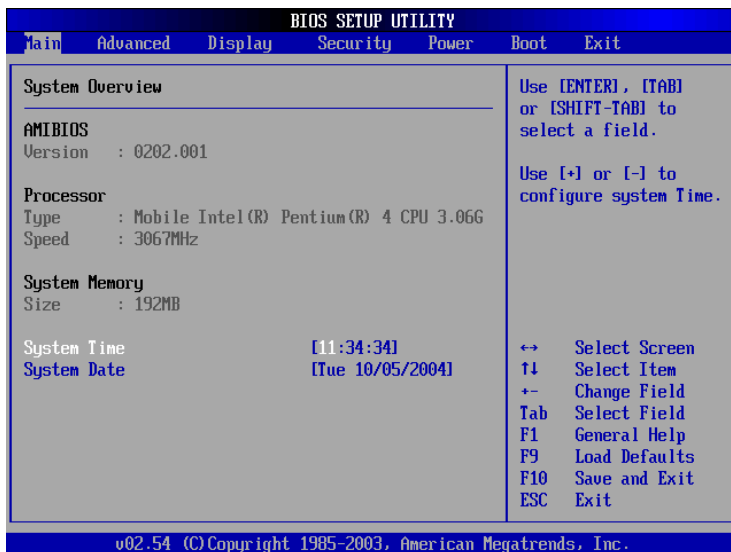 BIOS SETUP UTILITY
Main Advanced Display Security Power Boot Exit
System Overview
AMIBIOS
Version : 0202.001
Processor
Type : Mobile Intel(R) Pentium(R) 4 CPU 3.06G
Speed : 3067MHz
System Memory
Size : 192MB
System Time [11:34:34]
System Date [Tue 10/05/2004]
Use [ENTER], [TAB]
or [SHIFT-TAB] to
select a field.
Use [+] or [-] to
configure system Time.
↔ Select Screen
↑↓ Select Item
+- Change Field
Tab Select Field
F1 General Help
F9 Load Defaults
F10 Save and Exit
ESC Exit
v02.54 (C)Copyright 1985-2003, American Megatrends, Inc.